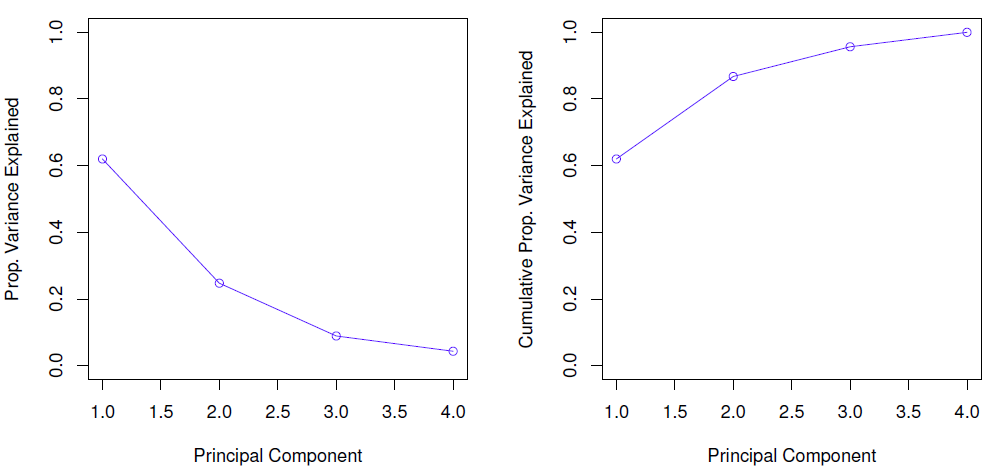 Prop. Variance Explained
1.0
0.8
0.6
0.4
0.2
0.0
1.0 1.5 2.0 2.5 3.0 3.5 4.0
Principal Component
Cumulative Prop. Variance Explained
1.0
0.8
0.6
0.4
0.2
0.0
1.0 1.5 2.0 2.5 3.0 3.5 4.0
Principal Component